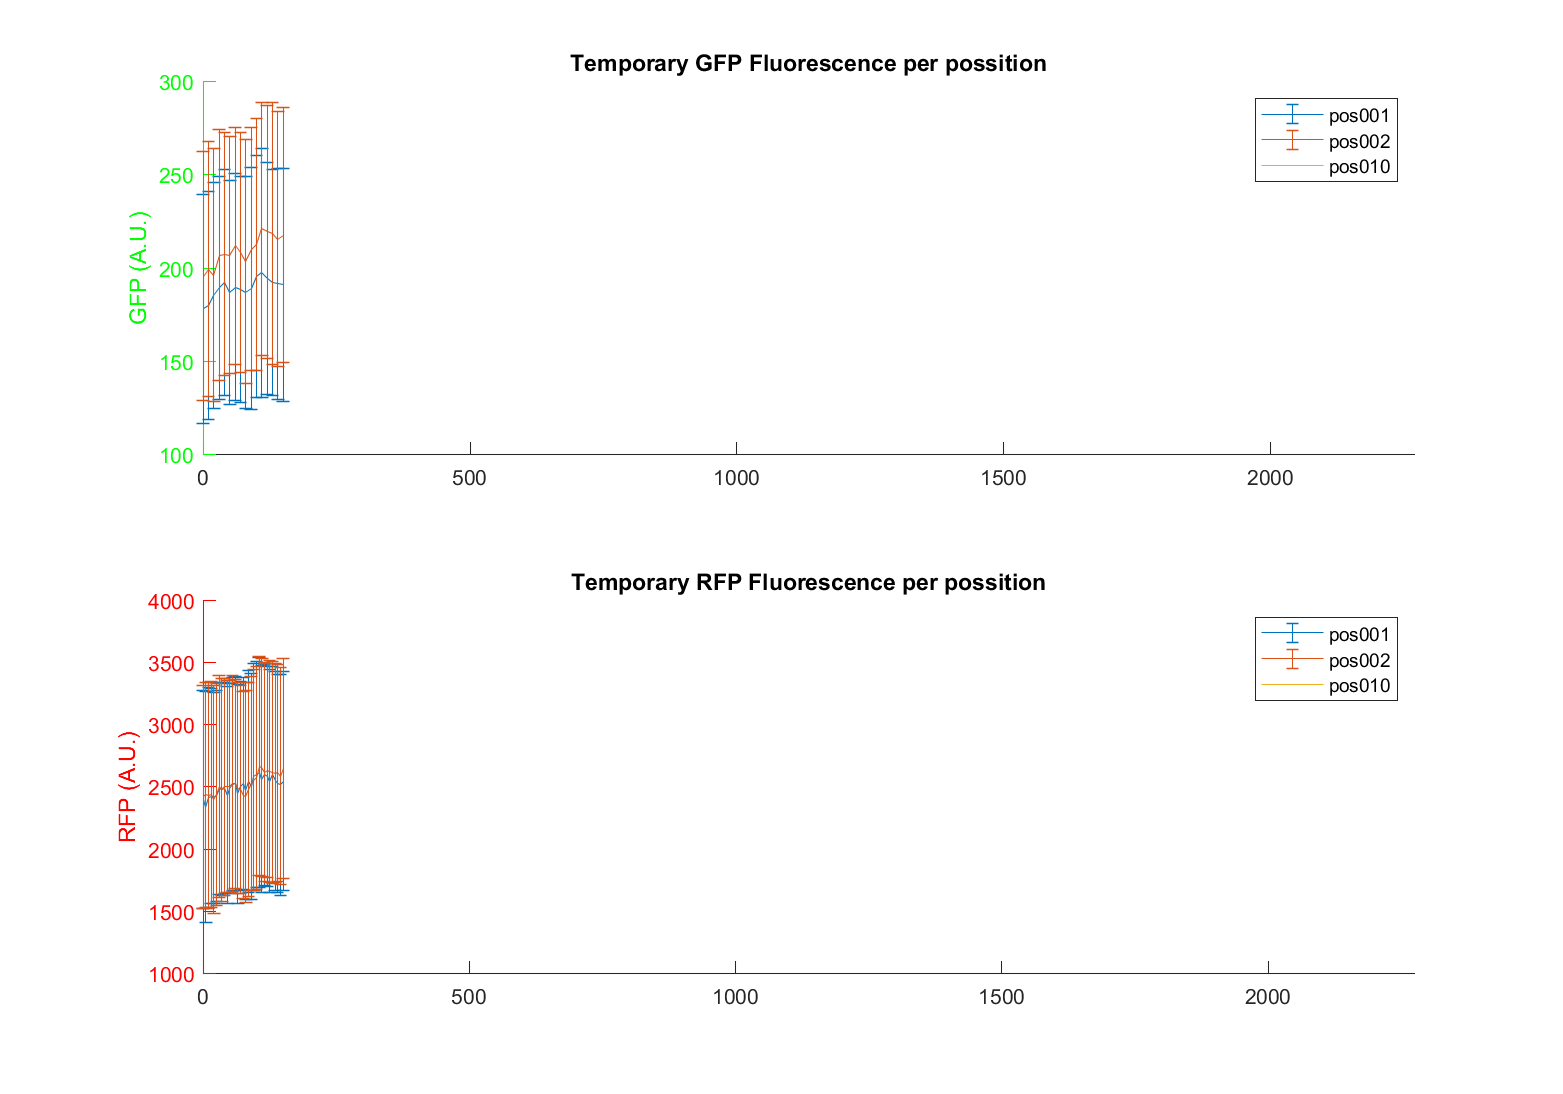 Temporary GFP Fluorescence per possition
300
250
200
150
100
GFP (A.U.)
pos001
pos002
pos010
0 500 1000 1500 2000
Temporary RFP Fluorescence per possition
4000
3500
3000
2500
2000
1500
1000
RFP (A.U.)
pos001
pos002
pos010
0 500 1000 1500 2000